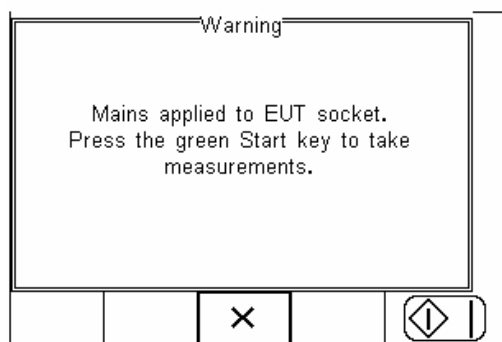 Warning
Mains applied to EUT socket.
Press the green Start key to take
measurements.